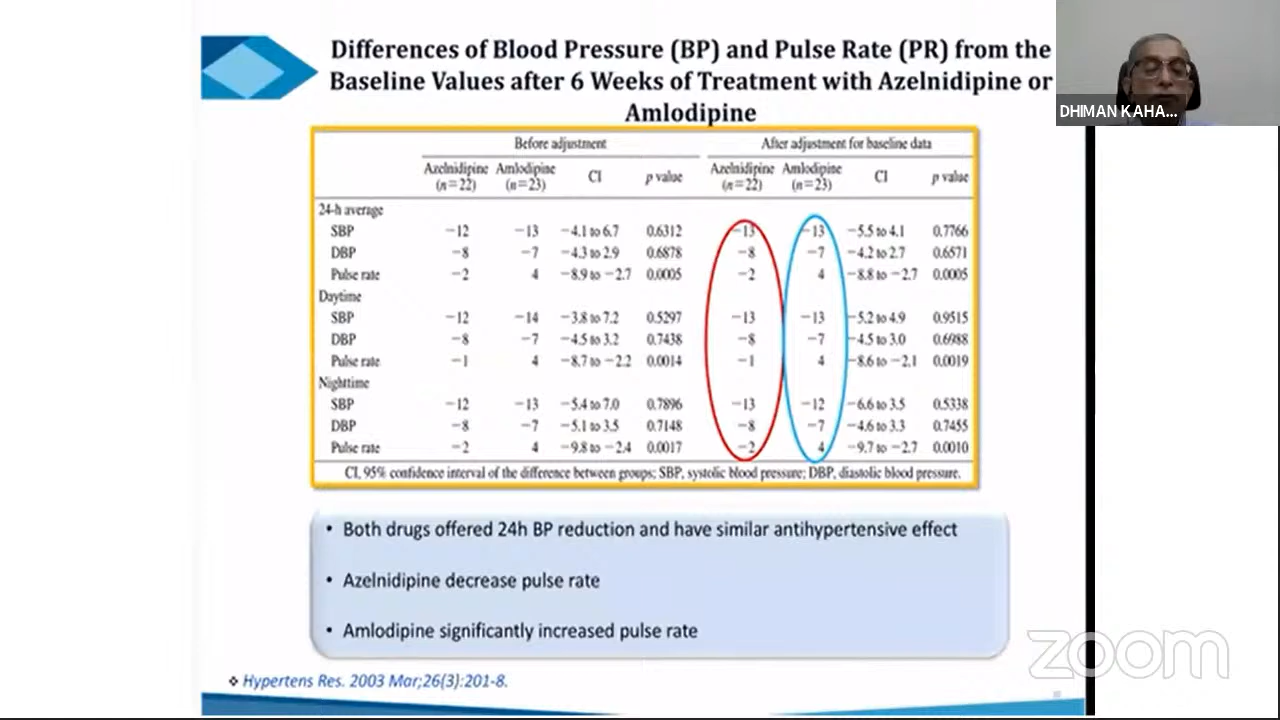 Differences of Blood Pressure (BP) and Pulse Rate (PR) from the
Baseline Values after 6 Weeks of Treatment with Azelnidipine or
Amlodipine
DHIMAN KAHA...
Before adjustment After adjustment for baseline data
Azelnidipine (n=22) Amlodipine (n=23) CI p value Azelnidipine (n=22) Amlodipine (n=23) CI p value
24-h average
SBP −12 −13 −4.1 to 6.7 0.6312 −13 −13 −5.5 to 4.1 0.7766
DBP −8 −7 −4.3 to 2.9 0.6878 −8 −7 −4.2 to 2.7 0.6571
Pulse rate −2 4 −8.9 to −2.7 0.0005 −2 4 −8.8 to −2.7 0.0005
Daytime
SBP −12 −14 −3.8 to 7.2 0.5297 −13 −13 −5.2 to 4.9 0.9515
DBP −8 −7 −4.5 to 3.2 0.7438 −8 −7 −4.5 to 3.0 0.6988
Pulse rate −1 4 −8.7 to −2.2 0.0014 −1 4 −8.6 to −2.1 0.0019
Nighttime
SBP −12 −13 −5.4 to 7.0 0.7896 −13 −12 −6.6 to 3.5 0.5338
DBP −8 −7 −5.1 to 3.5 0.7148 −8 −7 −4.6 to 3.3 0.7455
Pulse rate −2 4 −9.8 to −2.4 0.0017 −2 4 −9.7 to −2.7 0.0010
CI, 95% confidence interval of the difference between groups; SBP, systolic blood pressure; DBP, diastolic blood pressure.
• Both drugs offered 24h BP reduction and have similar antihypertensive effect
• Azelnidipine decrease pulse rate
• Amlodipine significantly increased pulse rate
❖ Hypertens Res. 2003 Mar;26(3):201-8.
zoom